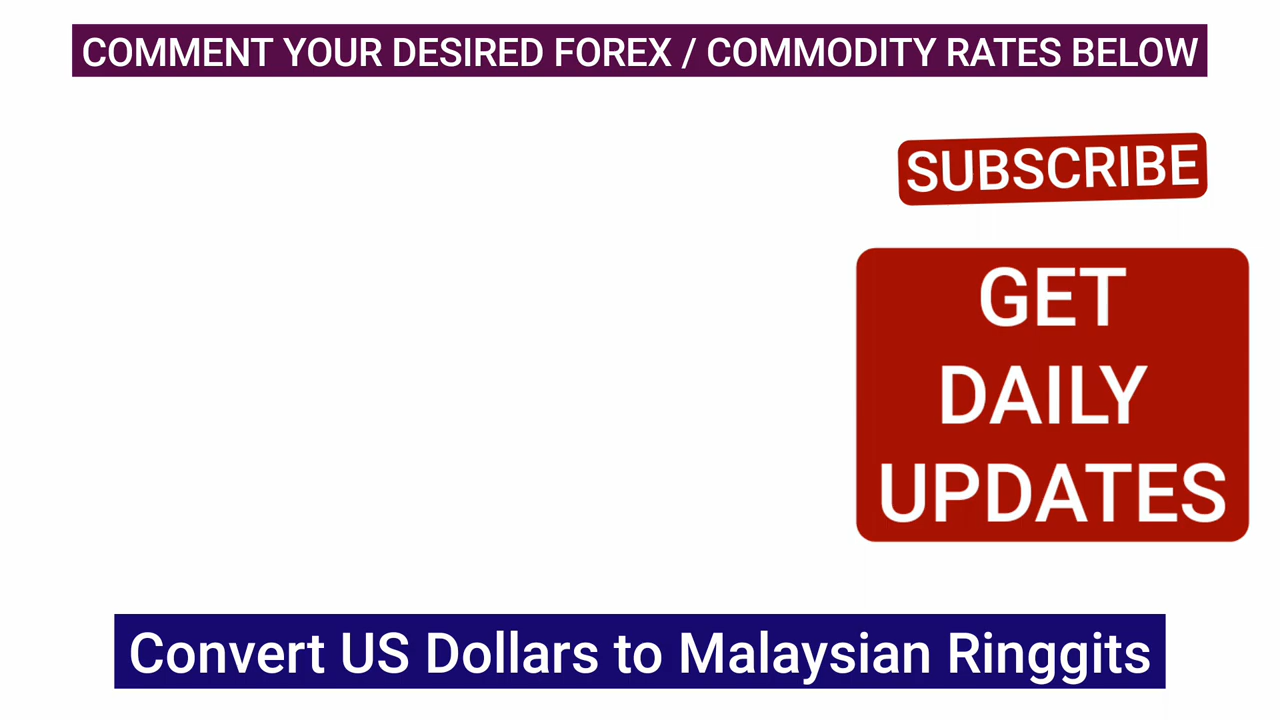 COMMENT YOUR DESIRED FOREX / COMMODITY RATES BELOW
SUBSCRIBE
GET
DAILY
UPDATES
Convert US Dollars to Malaysian Ringgits